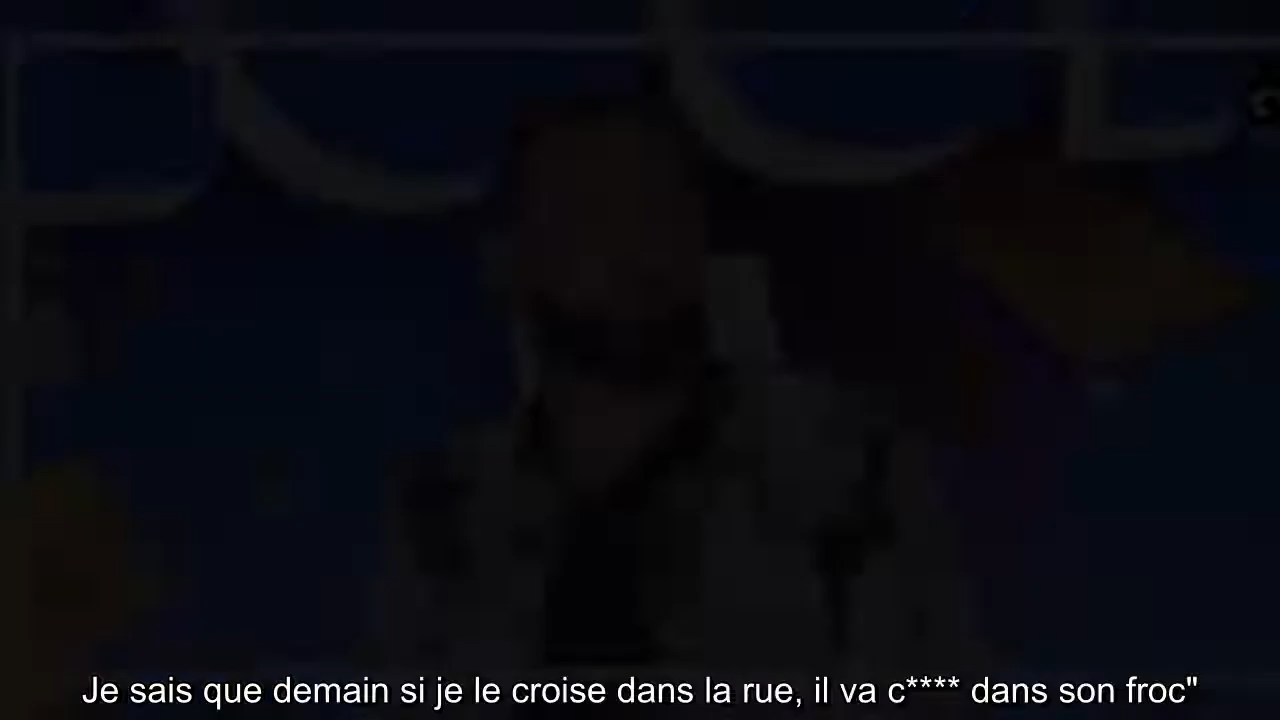 Je sais que demain si je le croise dans la rue, il va c**** dans son froc"